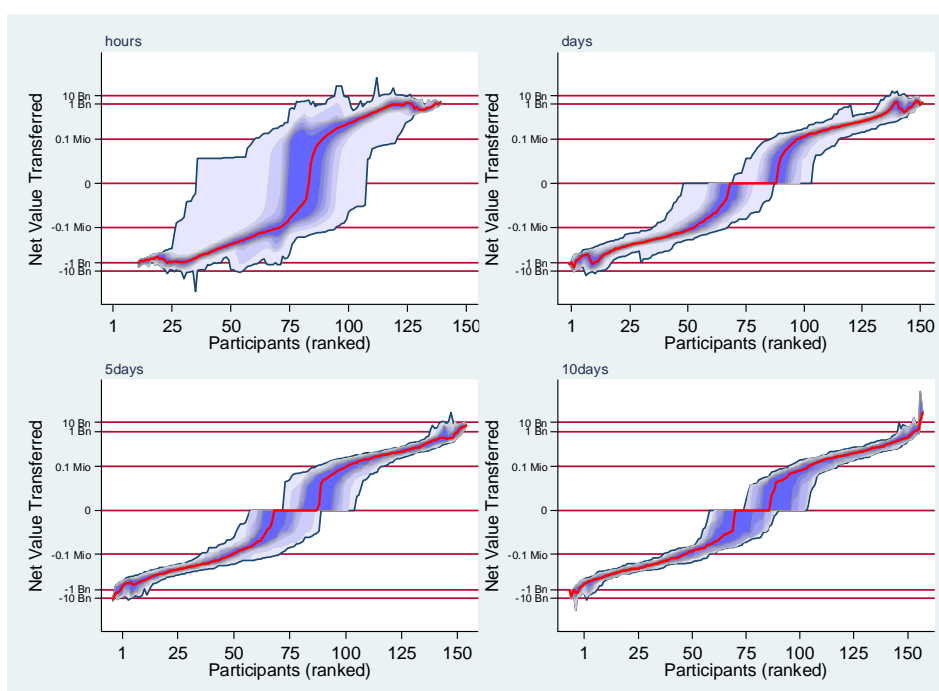 hours
Net Value Transferred
10 Bn
1 Bn
0.1 Mio
0
-0.1 Mio
-1 Bn
-10 Bn
1 25 50 75 100 125 150
Participants (ranked)
days
Net Value Transferred
10 Bn
1 Bn
0.1 Mio
0
-0.1 Mio
-1 Bn
-10 Bn
1 25 50 75 100 125 150
Participants (ranked)
5days
Net Value Transferred
10 Bn
1 Bn
0.1 Mio
0
-0.1 Mio
-1 Bn
-10 Bn
1 25 50 75 100 125 150
Participants (ranked)
10days
Net Value Transferred
10 Bn
1 Bn
0.1 Mio
0
-0.1 Mio
-1 Bn
-10 Bn
1 25 50 75 100 125 150
Participants (ranked)